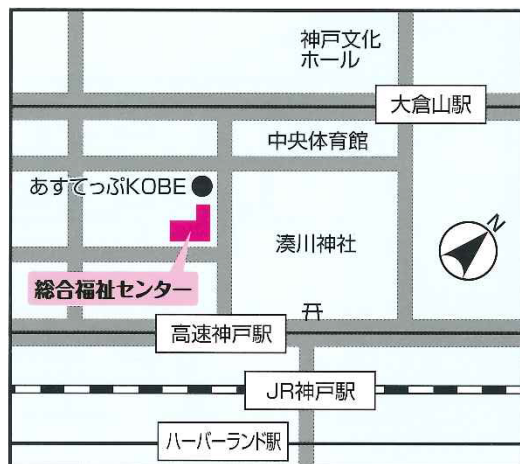 神戸文化
ホール
大倉山駅
中央体育館
あすてっぷKOBE
湊川神社
N
総合福祉センター
高速神戸駅
JR神戸駅
ハーバーランド駅